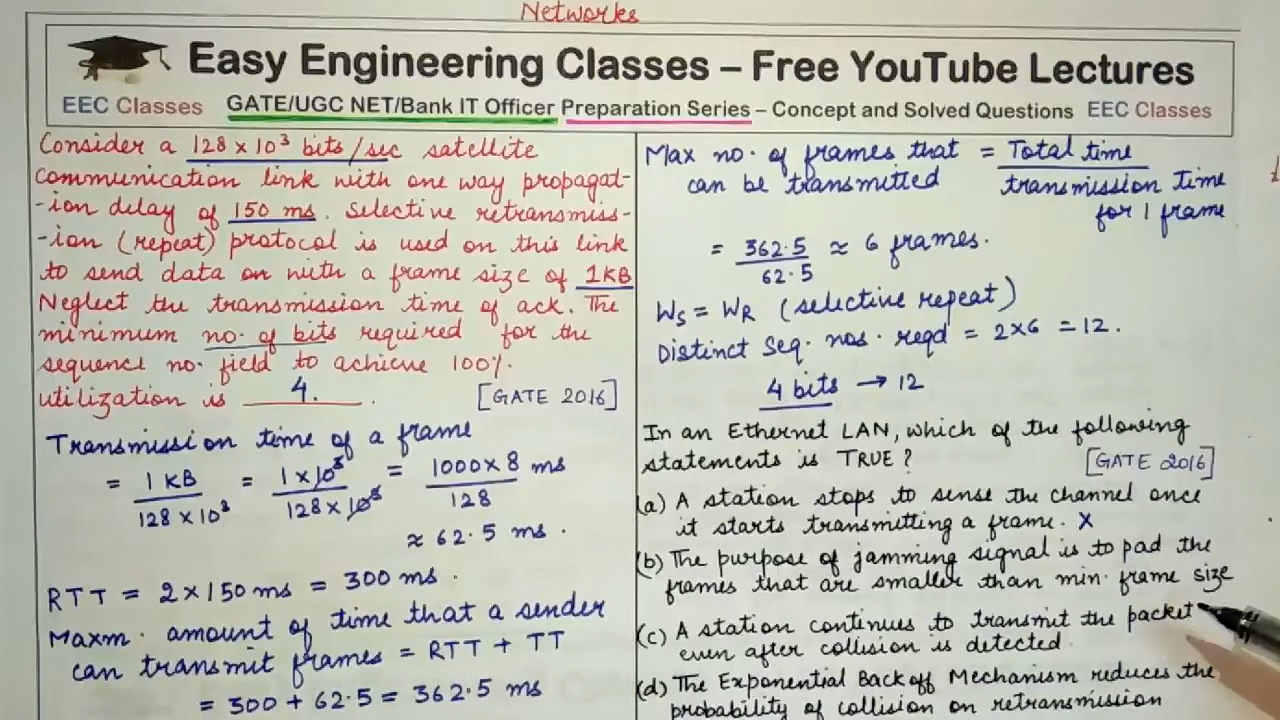 Networks
Easy Engineering Classes – Free YouTube Lectures
EEC Classes GATE/UGC NET/Bank IT Officer Preparation Series – Concept and Solved Questions EEC Classes
Consider a 128 x 10³ bits/sec satellite
communication link with one way propagat-
-ion delay of 150 ms. Selective retransmiss-
-ion (repeat) protocol is used on this link
to send data on with a frame size of 1KB
Neglect the transmission time of ack. The
minimum no. of bits required for the
sequence no. field to achieve 100%.
utilization is 4. [GATE 2016]
Transmission time of a frame
= 1 KB / 128 x 10³ = 1 x 10³ / 128 x 10³ = 1000 x 8 / 128 ms
≈ 62.5 ms.
RTT = 2 x 150 ms = 300 ms.
Maxm. amount of time that a sender
can transmit frames = RTT + TT
= 300 + 62.5 = 362.5 ms
Max no. of frames that = Total time
can be transmitted transmission time
for 1 frame
= 362.5 / 62.5 ≈ 6 frames.
Ws = WR (selective repeat)
Distinct Seq. nos. reqd = 2x6 = 12.
4 bits → 12
In an Ethernet LAN, which of the following
statements is TRUE? [GATE 2016]
(a) A station stops to sense the channel once
it starts transmitting a frame. X
(b) The purpose of jamming signal is to pad the
frames that are smaller than min. frame size
(c) A station continues to transmit the packet
even after collision is detected
(d) The Exponential Back off Mechanism reduces the
probability of collision on retransmission